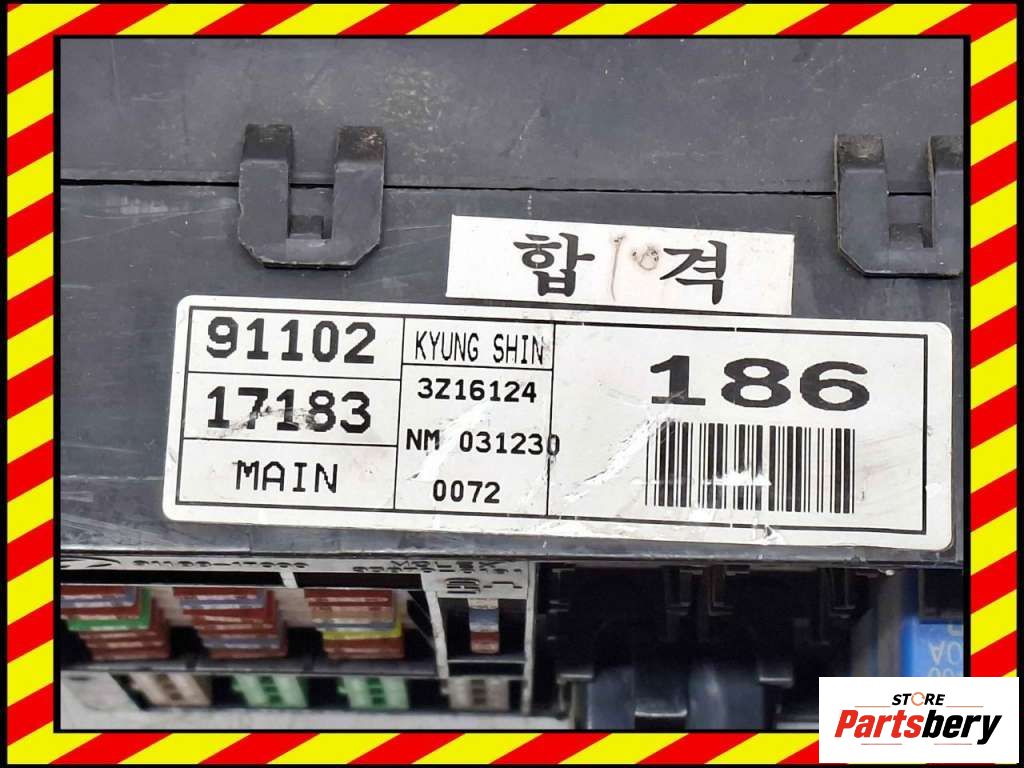 합격
91102
17183
MAIN
KYUNG SHIN
3Z16124
NM 031230
0072
186
STORE
Partsbery